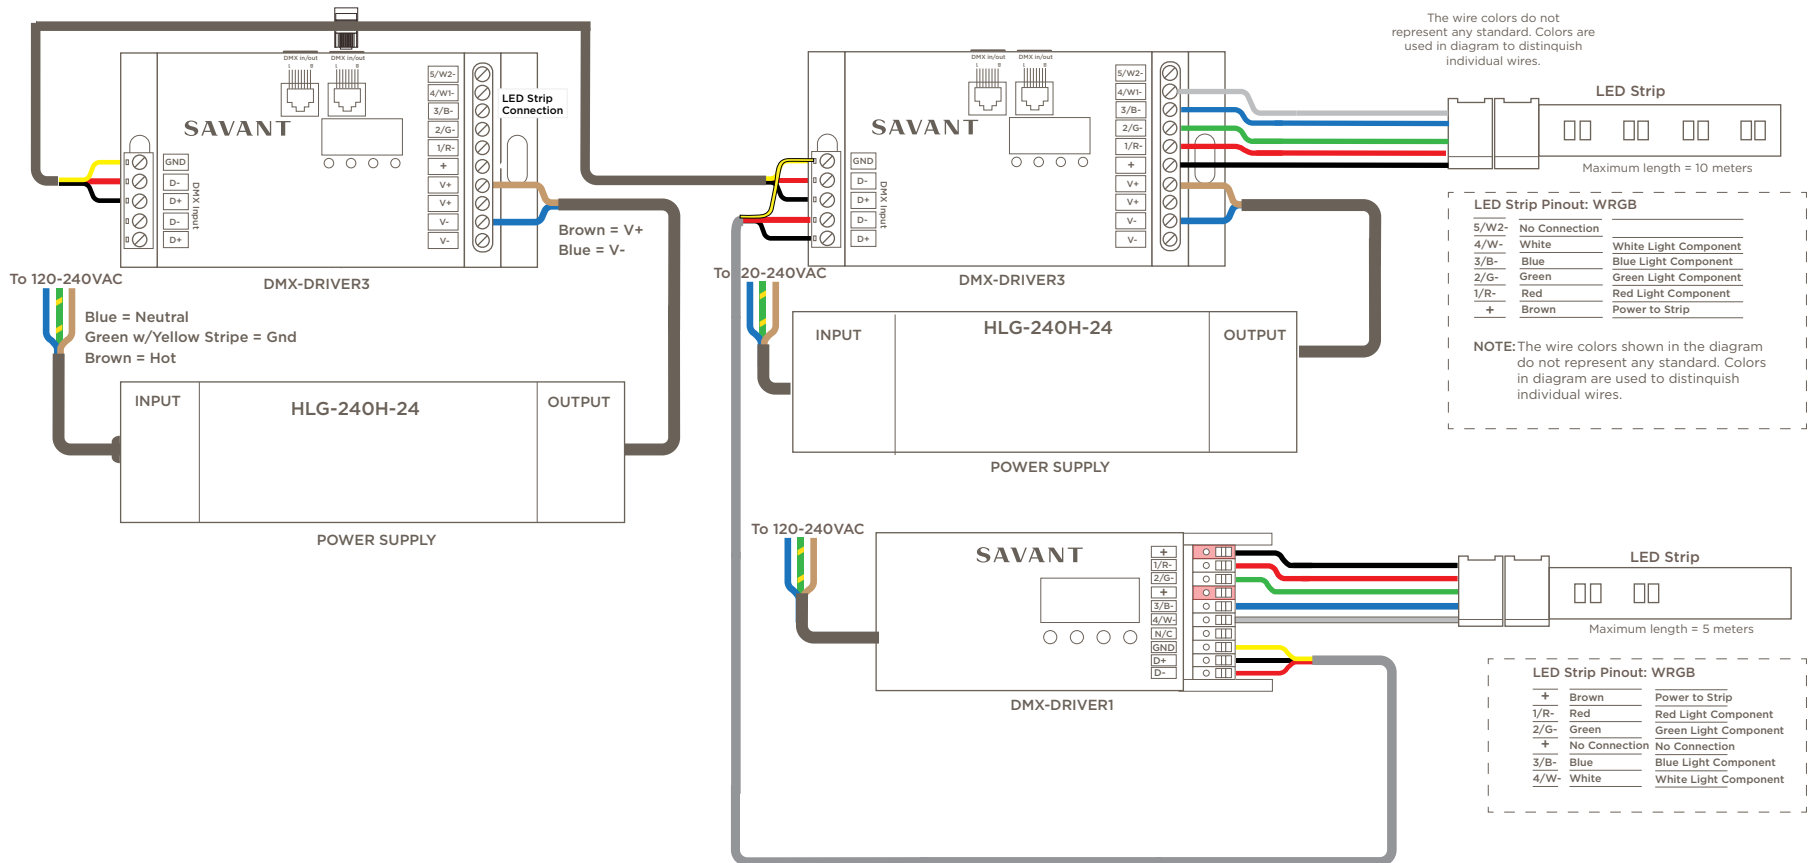 DMX in/out
DMX in/out
L
R
L
R
SAVANT
5/W2-
4/W1-
3/B-
2/G-
1/R-
+
V+
V+
V-
V-
LED Strip
Connection
GND
D-
D+
D-
D+
DMX Input
Brown = V+
Blue = V-
DMX-DRIVER3
To 120-240VAC
Blue = Neutral
Green w/Yellow Stripe = Gnd
Brown = Hot
INPUT
HLG-240H-24
OUTPUT
POWER SUPPLY
DMX in/out
DMX in/out
L
R
L
R
SAVANT
5/W2-
4/W1-
3/B-
2/G-
1/R-
+
V+
V+
V-
V-
GND
D-
D+
D-
D+
DMX Input
DMX-DRIVER3
To 120-240VAC
INPUT
HLG-240H-24
OUTPUT
POWER SUPPLY
The wire colors do not
represent any standard. Colors are
used in diagram to distinquish
individual wires.
LED Strip
Maximum length = 10 meters
LED Strip Pinout: WRGB
5/W2- No Connection
4/W- White White Light Component
3/B- Blue Blue Light Component
2/G- Green Green Light Component
1/R- Red Red Light Component
+ Brown Power to Strip
NOTE: The wire colors shown in the diagram
do not represent any standard. Colors
in diagram are used to distinquish
individual wires.
To 120-240VAC
SAVANT
+
1/R-
2/G-
+
3/B-
4/W-
N/C
GND
D+
D-
DMX-DRIVER1
LED Strip
Maximum length = 5 meters
LED Strip Pinout: WRGB
+ Brown Power to Strip
1/R- Red Red Light Component
2/G- Green Green Light Component
+ No Connection No Connection
3/B- Blue Blue Light Component
4/W- White White Light Component